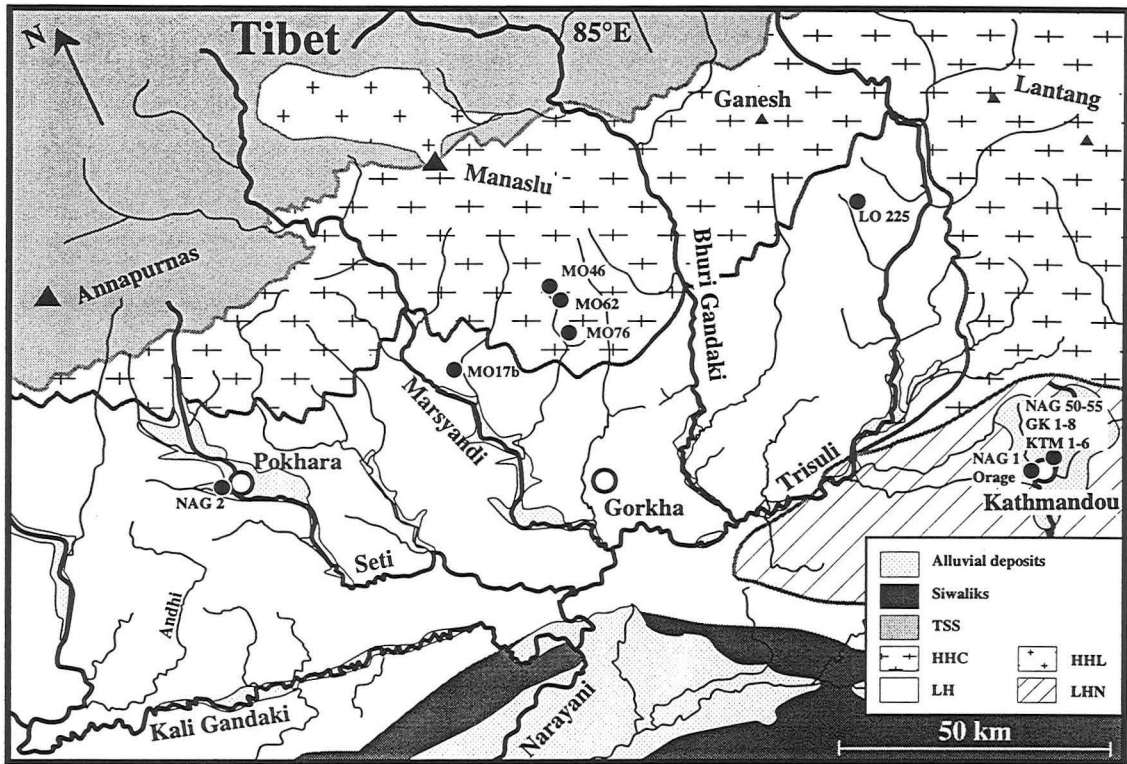 N
Tibet
85°E
Ganesh
Lantang
Manaslu
LO 225
Annapurnas
MO46
MO62
MO76
Bhuri Gandaki
MO17b
Marsyandi
NAG 50-55
GK 1-8
KTM 1-6
NAG 1
Orage
Kathmandou
Pokhara
NAG 2
Gorkha
Trisuli
Seti
Andhi
Kali Gandaki
Narayani
Alluvial deposits
Siwaliks
TSS
HHC
HHL
LH
LHN
50 km